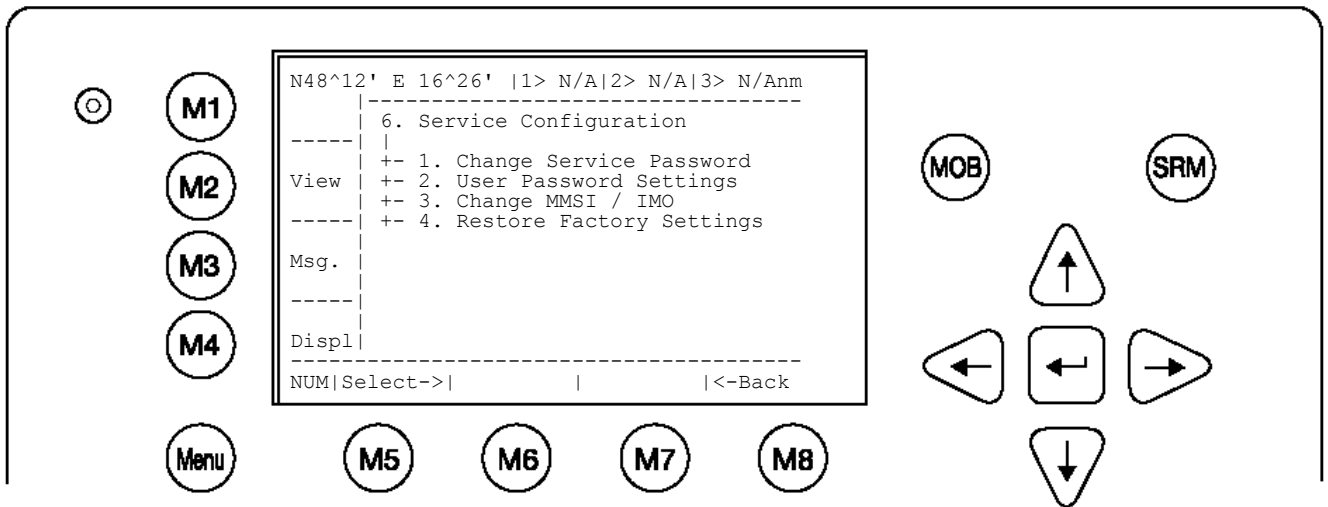 N48^12' E 16^26' |1> N/A|2> N/A|3> N/Anm
|----------------------------------
M1
| 6. Service Configuration
-----| |
| +- 1. Change Service Password
MOB
SRM
M2
View | +- 2. User Password Settings
| +- 3. Change MMSI / IMO
-----| +- 4. Restore Factory Settings
|
M3
Msg. |
-----|
|
M4
Displ|
----------------------------------------
NUM|Select->| | |<-Back
Menu
M5
M6
M7
M8